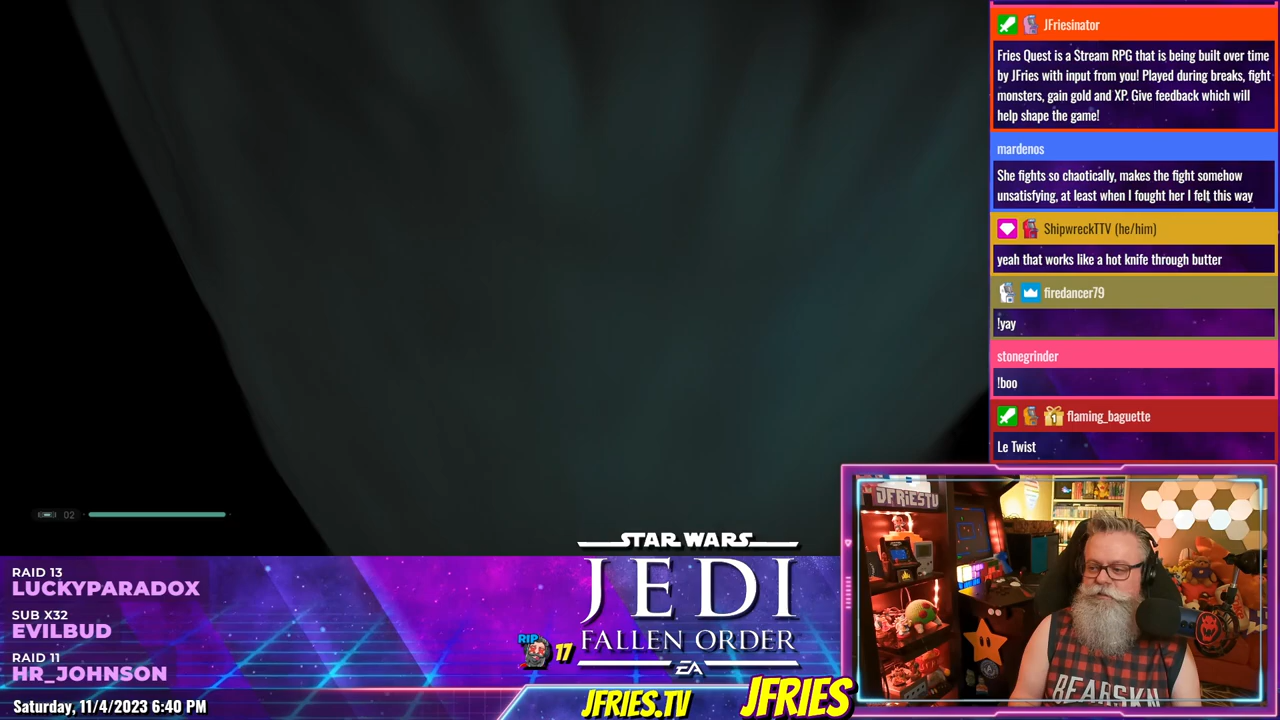 JFriesinator
Fries Quest is a Stream RPG that is being built over time
by JFries with input from you! Played during breaks, fight
monsters, gain gold and XP. Give feedback which will
help shape the game!
mardenos
She fights so chaotically, makes the fight somehow
unsatisfying, at least when I fought her I felt this way
ShipwreckTTV (he/him)
yeah that works like a hot knife through butter
firedancer79
!yay
stonegrinder
!boo
1
flaming_baguette
Le Twist
02
RAID 13
LUCKYPARADOX
SUB X32
EVILBUD
RAID 11
HR_JOHNSON
Saturday, 11/4/2023 6:40 PM
RIP
17
STAR WARS
JEDI
FALLEN ORDER
EA
JFRIES.TV
JFRIES
JFRIESTV
BEARSKN